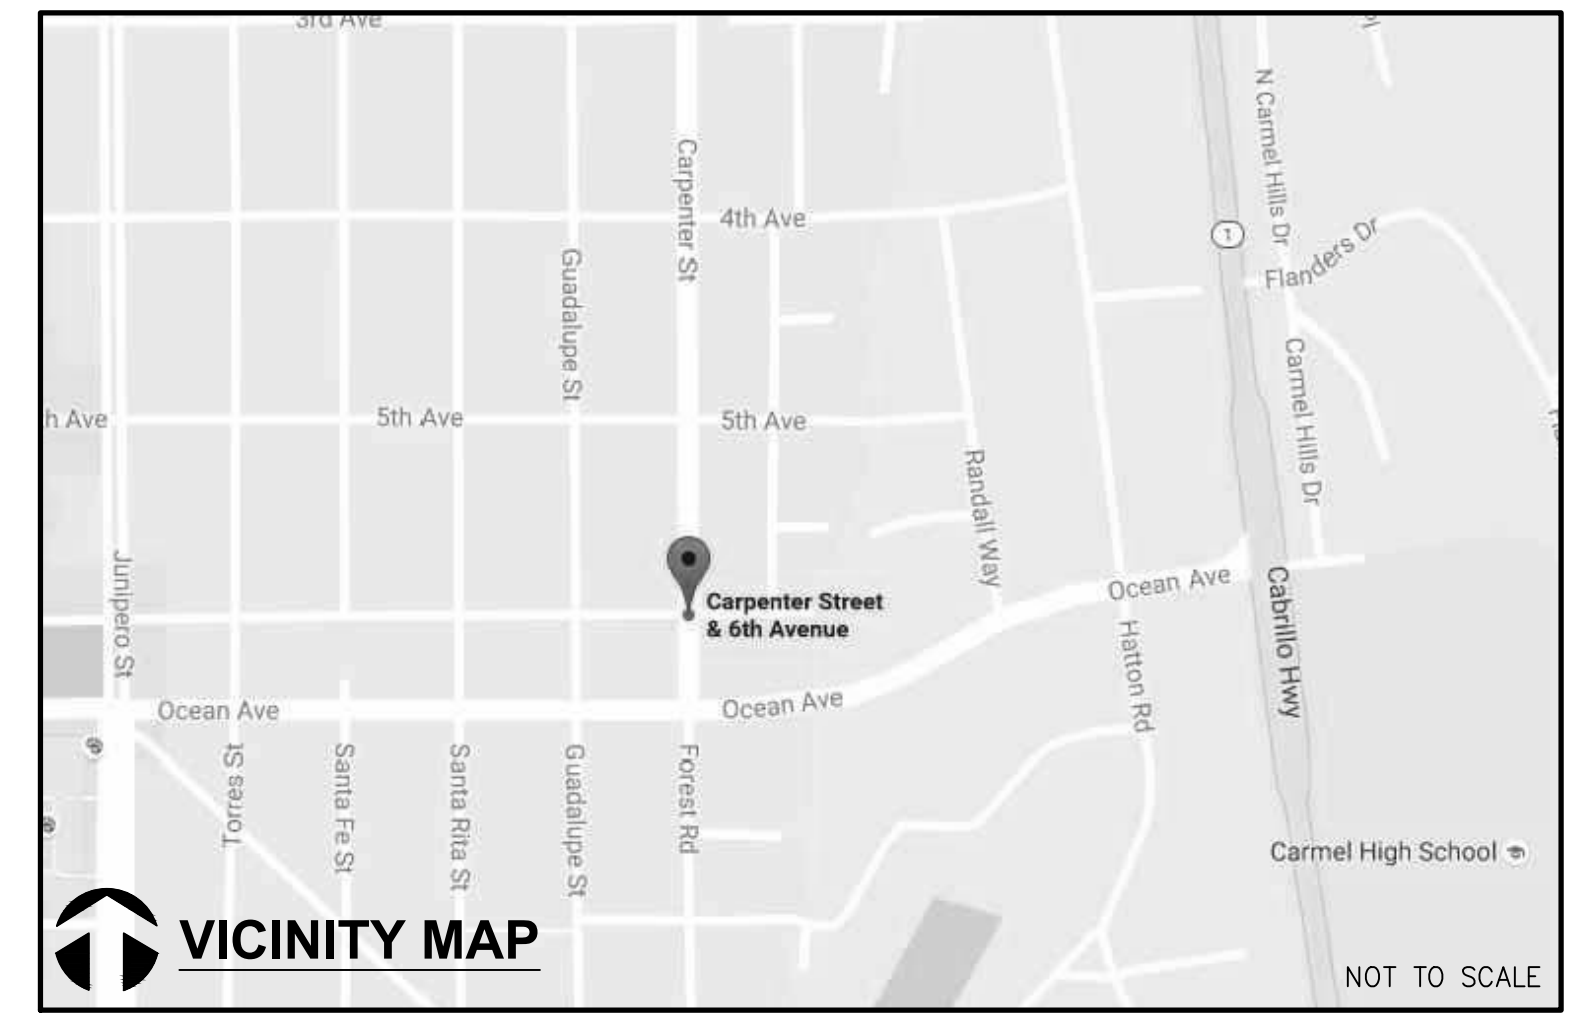 3rd Ave
N Carmel Hills Dr
Carpenter St
4th Ave
1
Flanders Dr
Guadalupe St
Carmel Hills Dr
h Ave
5th Ave
5th Ave
Randall Way
Junipero St
Carpenter Street
& 6th Avenue
Ocean Ave
Cabrillo Hwy
Hatton Rd
Ocean Ave
Ocean Ave
Torres St
Santa Fe St
Santa Rita St
Guadalupe St
Forest Rd
Carmel High School
VICINITY MAP
NOT TO SCALE